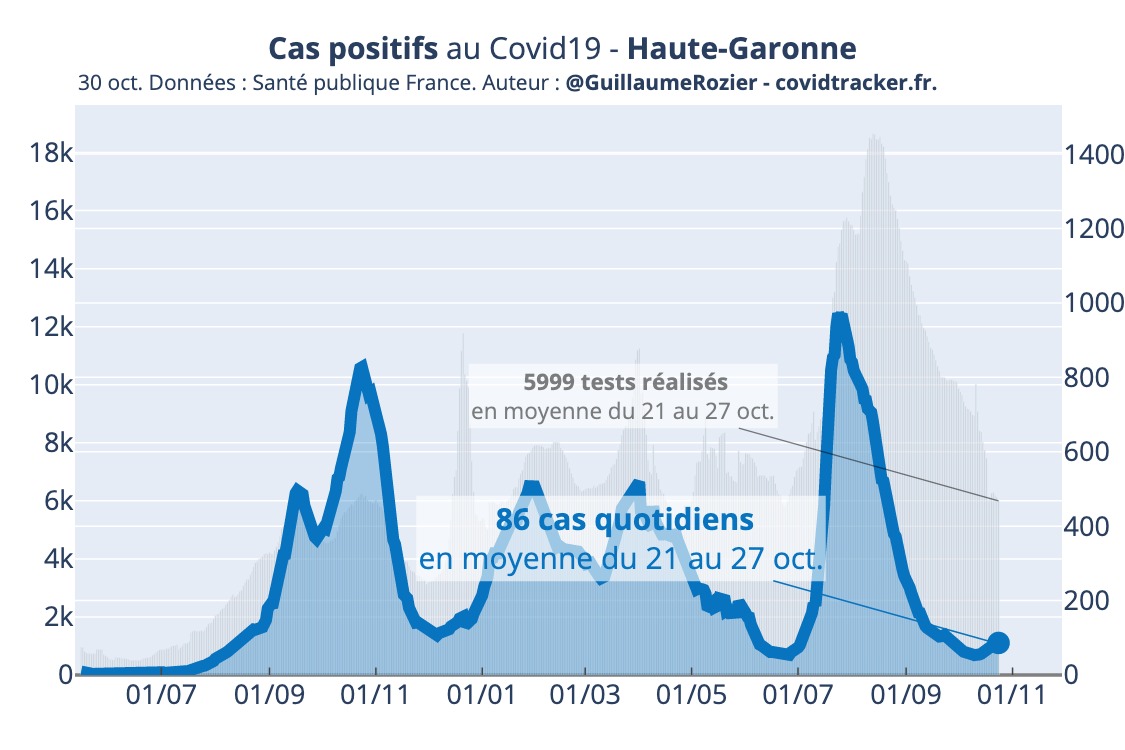 Cas positifs au Covid19 - Haute-Garonne
30 oct. Données : Santé publique France. Auteur : @GuillaumeRozier - covidtracker.fr.
18k
16k
14k
12k
10k
8k
6k
4k
2k
0
1400
1200
1000
800
600
400
200
0
5999 tests réalisés
en moyenne du 21 au 27 oct.
86 cas quotidiens
en moyenne du 21 au 27 oct.
01/07 01/09 01/11 01/01 01/03 01/05 01/07 01/09 01/11